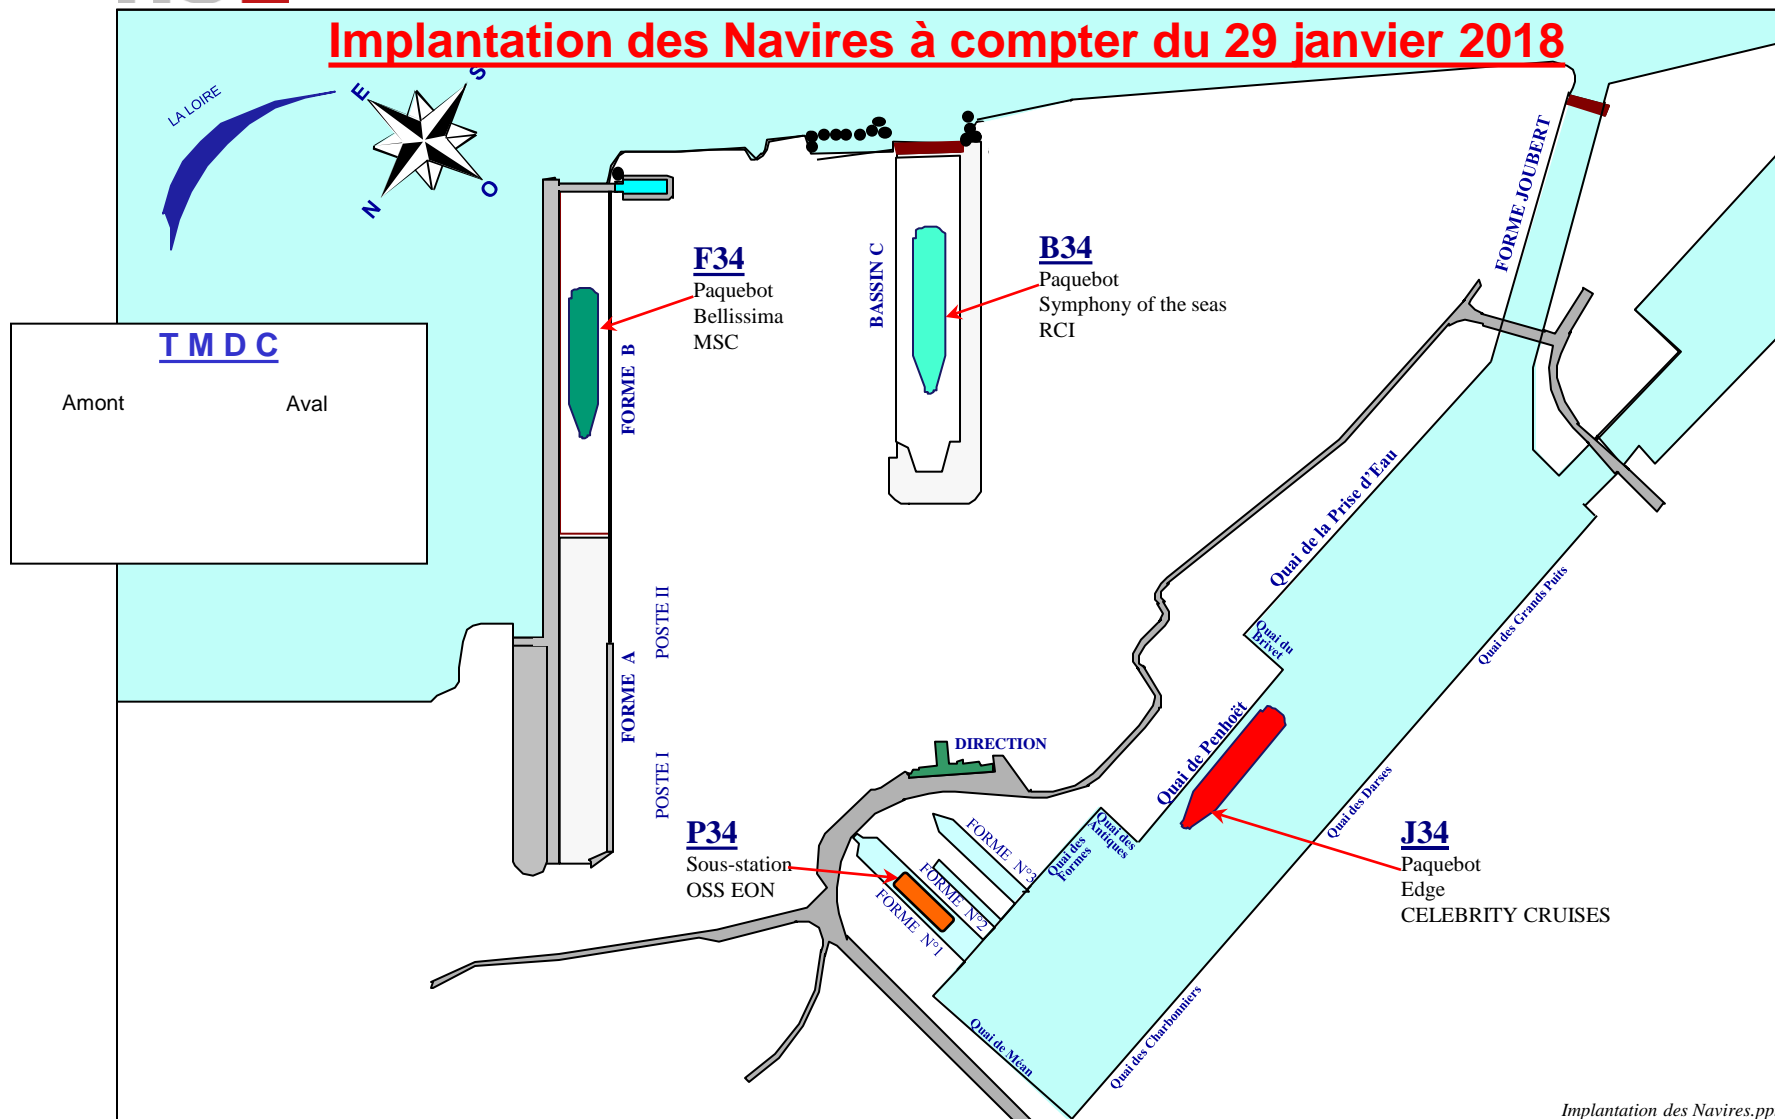 Implantation des Navires à compter du 29 janvier 2018
LA LOIRE
E
S
N
O
T M D C
Amont
Aval
F34
Paquebot
Bellissima
MSC
FORME B
BASSIN C
B34
Paquebot
Symphony of the seas
RCI
FORME JOUBERT
FORME A
POSTE II
POSTE I
Quai de la Prise d'Eau
Quai du
Brivet
Quai des Grands Puits
Quai de Penhoët
Quai des Darses
DIRECTION
P34
Sous-station
OSS EON
FORME N°3
FORME N°2
FORME N°1
Quai des
Formes
Quai des
Antiques
J34
Paquebot
Edge
CELEBRITY CRUISES
Quai de Méan
Quai des Charbonniers
Implantation des Navires.pp